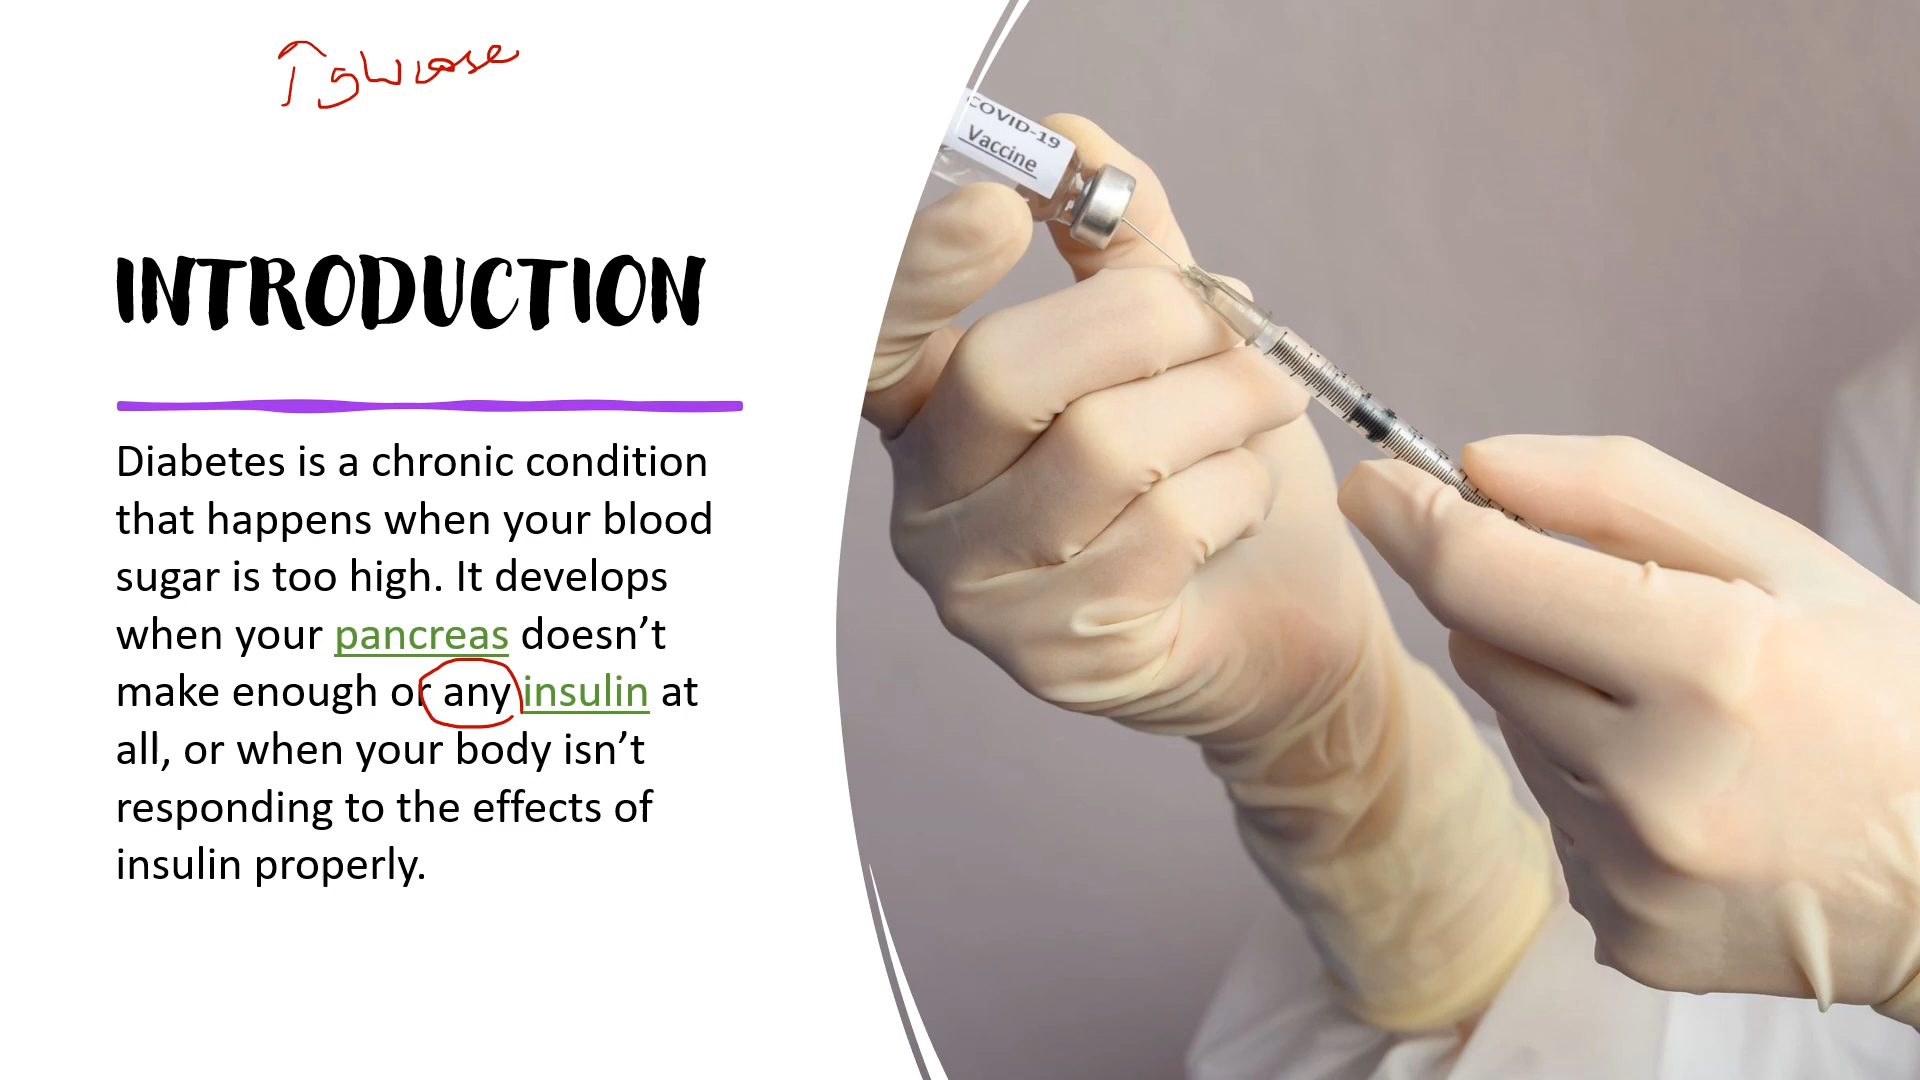 ↑ glucose
COVID-19
Vaccine
INTRODUCTION
Diabetes is a chronic condition
that happens when your blood
sugar is too high. It develops
when your pancreas doesn’t
make enough or any insulin at
all, or when your body isn’t
responding to the effects of
insulin properly.